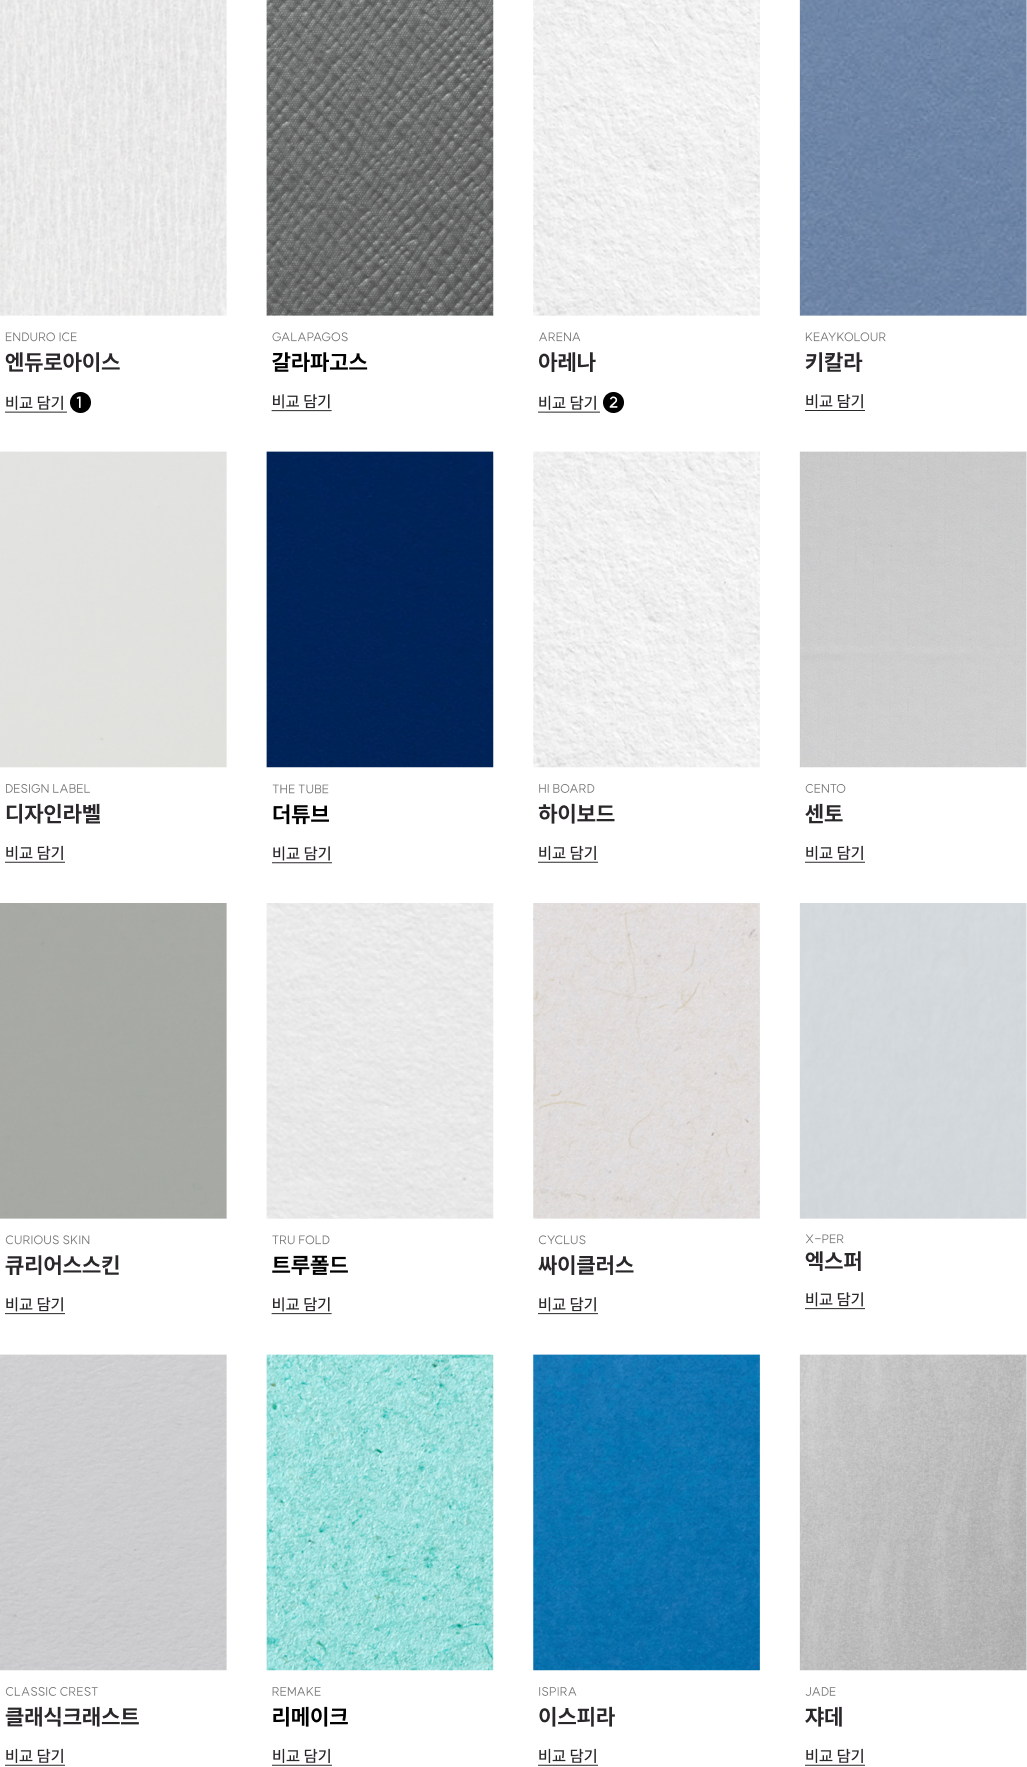 ENDURO ICE
엔듀로아이스
비교 담기 1
GALAPAGOS
갈라파고스
비교 담기
ARENA
아레나
비교 담기 2
KEAYKOLOUR
키칼라
비교 담기
DESIGN LABEL
디자인라벨
비교 담기
THE TUBE
더튜브
비교 담기
HI BOARD
하이보드
비교 담기
CENTO
센토
비교 담기
CURIOUS SKIN
큐리어스스킨
비교 담기
TRU FOLD
트루폴드
비교 담기
CYCLUS
싸이클러스
비교 담기
X-PER
엑스퍼
비교 담기
CLASSIC CREST
클래식크래스트
비교 담기
REMAKE
리메이크
비교 담기
ISPIRA
이스피라
비교 담기
JADE
쟈데
비교 담기